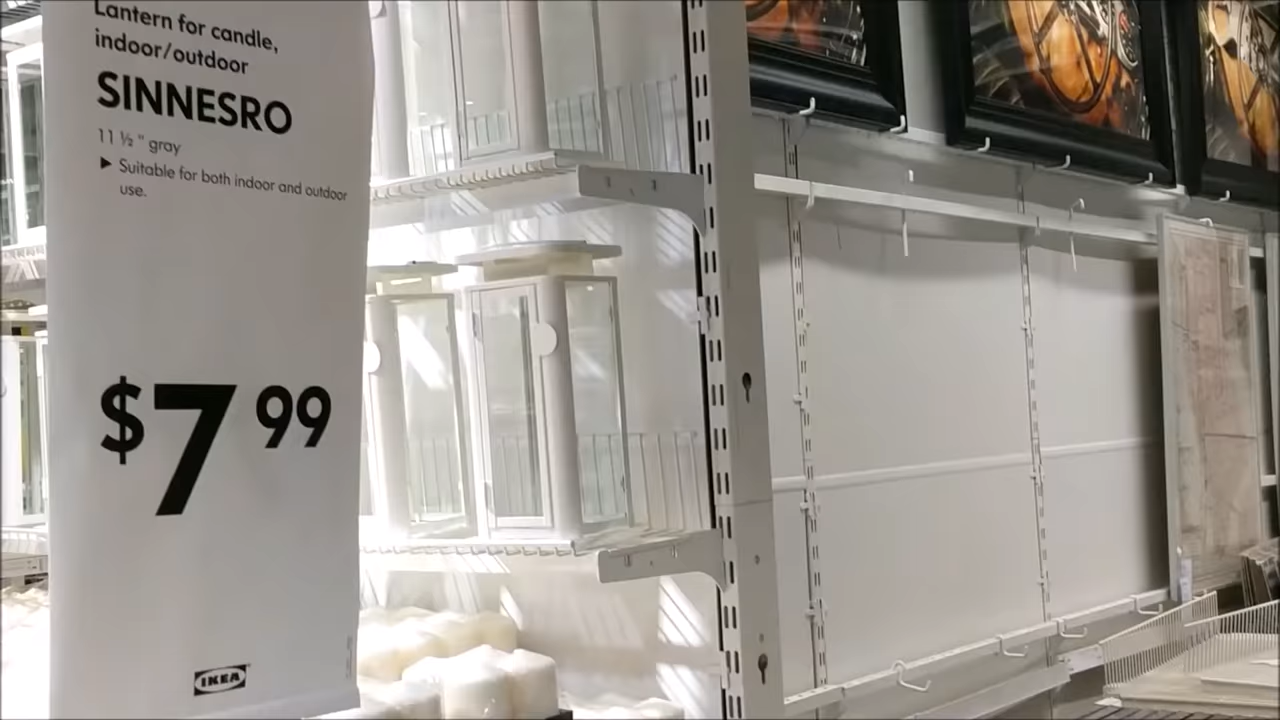 Lantern for candle,
indoor/outdoor
SINNESRO
11 ½ " gray
▶ Suitable for both indoor and outdoor
use.
$7 99
IKEA